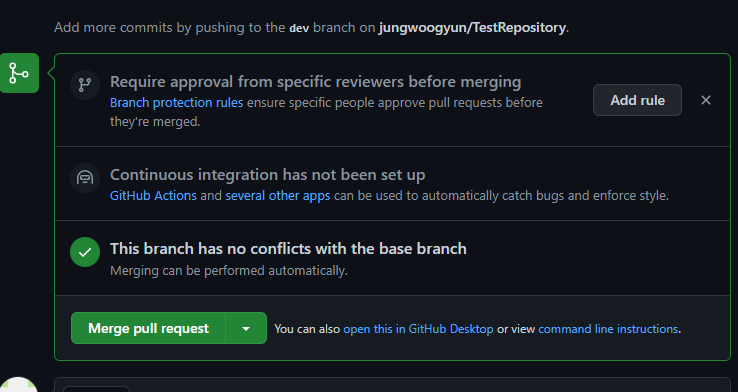 Add more commits by pushing to the dev branch on jungwoogyun/TestRepository.
Require approval from specific reviewers before merging
Branch protection rules ensure specific people approve pull requests before
they're merged.
Add rule
Continuous integration has not been set up
GitHub Actions and several other apps can be used to automatically catch bugs and enforce style.
This branch has no conflicts with the base branch
Merging can be performed automatically.
Merge pull request
You can also open this in GitHub Desktop or view command line instructions.